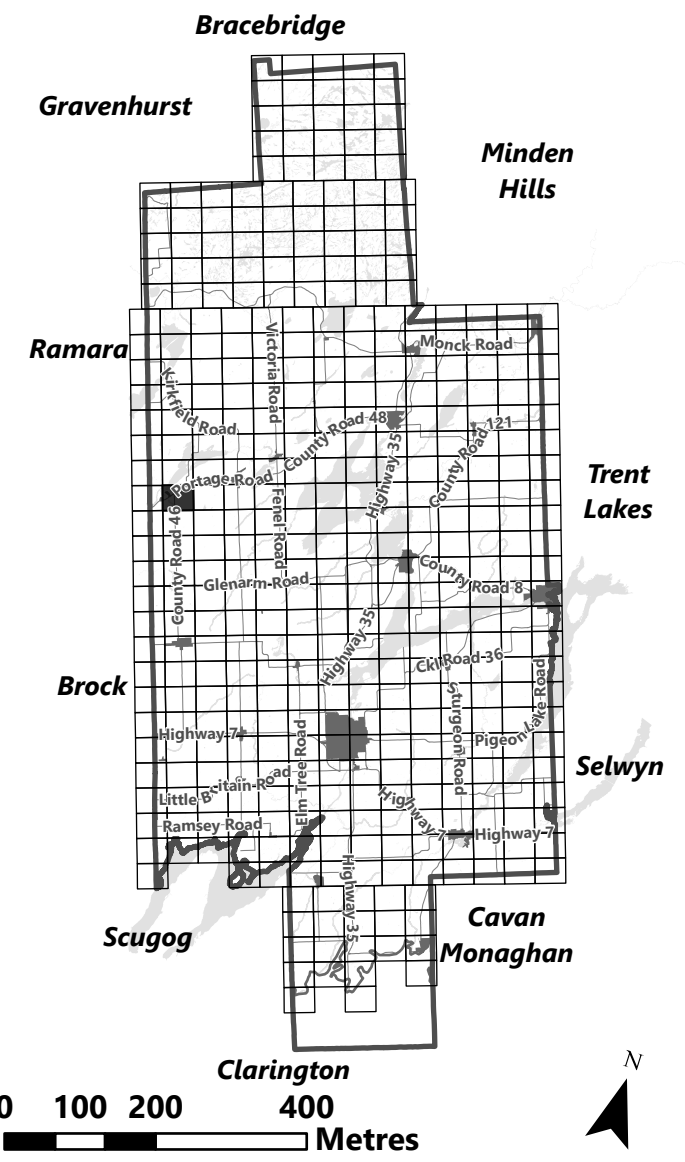 Bracebridge
Gravenhurst
Minden
Hills
Ramara
Victoria Road
Monck Road
Kirkfield Road
County Road 48
Highway 35
County Road 121
Portage Road
Trent
Lakes
Fenel Road
County Road 46
Glenarm Road
County Road 8
Highway 35
Ckl Road 36
Brock
Sturgeon Road
Pigeon Lake Road
Highway 7
Elm Tree Road
Selwyn
Little Britain Road
Highway 7
Ramsey Road
Highway 7
Highway 35
Scugog
Cavan
Monaghan
Clarington
N
0 100 200 400
Metres